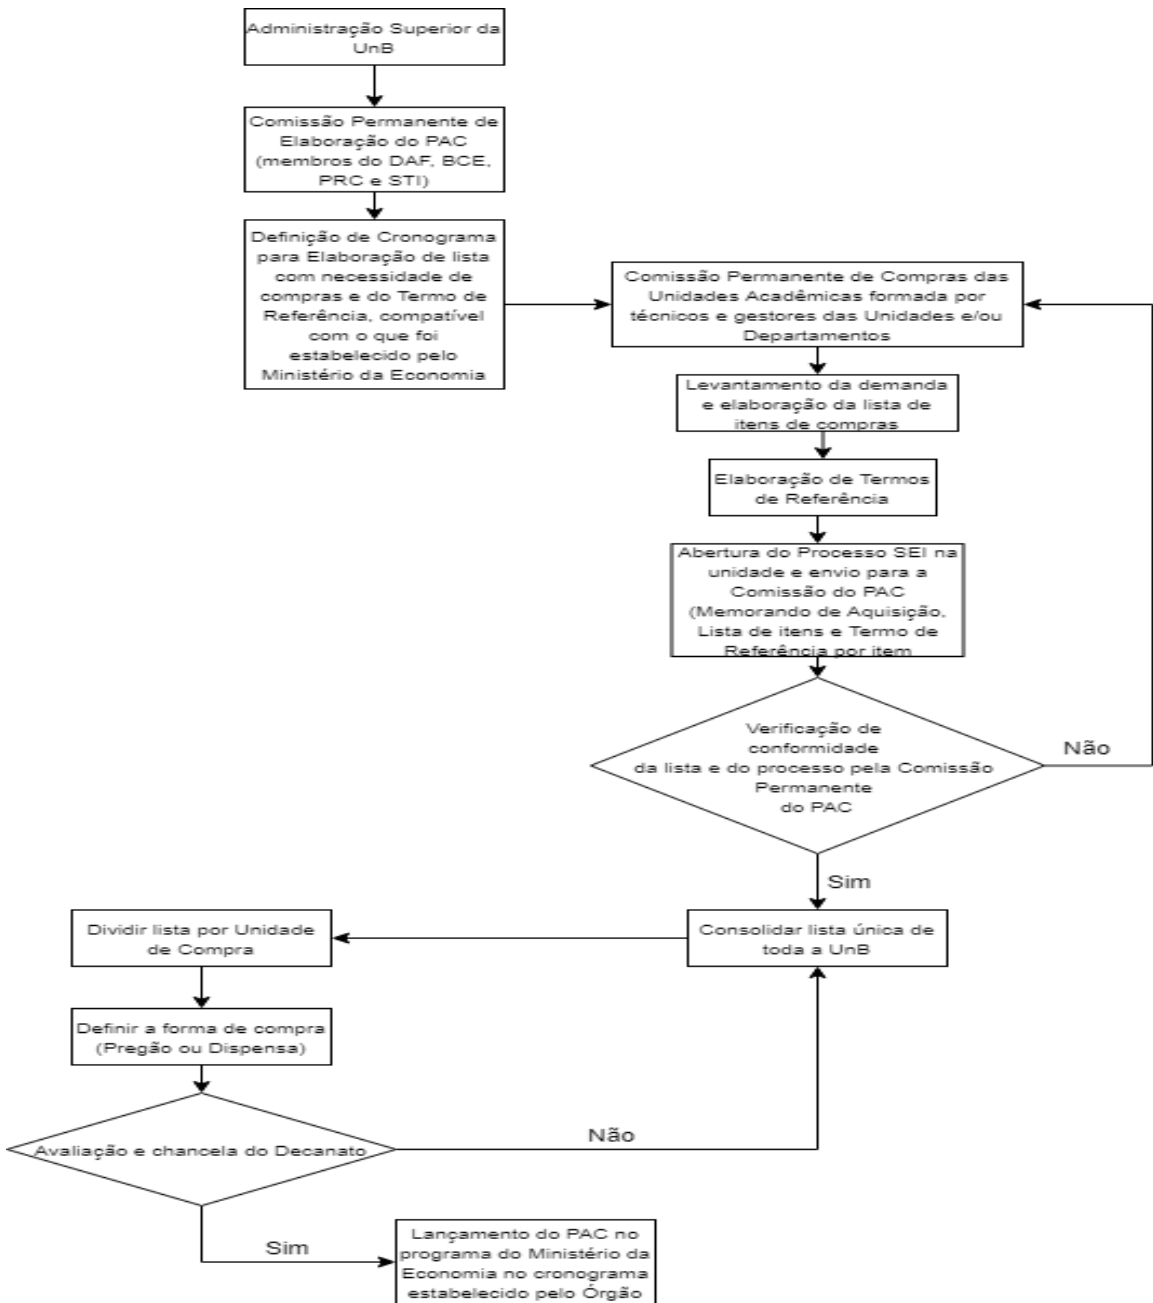 Administração Superior da
UnB
Comissão Permanente de
Elaboração do PAC
(membros do DAF, BCE,
PRC e STI)
Definição de Cronograma
para Elaboração de lista
com necessidade de
compras e do Termo de
Referência, compatível
com o que foi
estabelecido pelo
Ministério da Economia
Comissão Permanente de Compras das
Unidades Acadêmicas formada por
técnicos e gestores das Unidades e/ou
Departamentos
Levantamento da demanda
e elaboração da lista de
itens de compras
Elaboração de Termos
de Referência
Abertura do Processo SEI na
unidade e envio para a
Comissão do PAC
(Memorando de Aquisição,
Lista de itens e Termo de
Referência por item
Verificação de
conformidade
da lista e do processo pela Comissão
Permanente
do PAC
Não
Sim
Consolidar lista única de
toda a UnB
Dividir lista por Unidade
de Compra
Definir a forma de compra
(Pregão ou Dispensa)
Avaliação e chancela do Decanato
Não
Sim
Lançamento do PAC no
programa do Ministério da
Economia no cronograma
estabelecido pelo Órgão